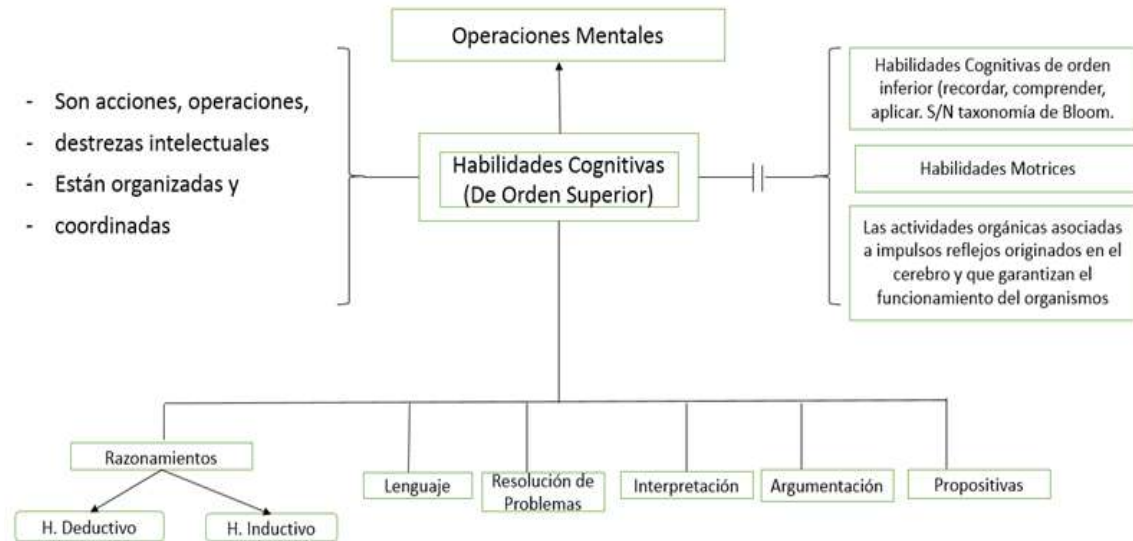 Operaciones Mentales
- Son acciones, operaciones,
- destrezas intelectuales
- Están organizadas y
- coordinadas
Habilidades Cognitivas
(De Orden Superior)
Habilidades Cognitivas de orden
inferior (recordar, comprender,
aplicar. S/N taxonomía de Bloom.
Habilidades Motrices
Las actividades orgánicas asociadas
a impulsos reflejos originados en el
cerebro y que garantizan el
funcionamiento del organismos
Razonamientos
H. Deductivo
H. Inductivo
Lenguaje
Resolución de
Problemas
Interpretación
Argumentación
Propositivas